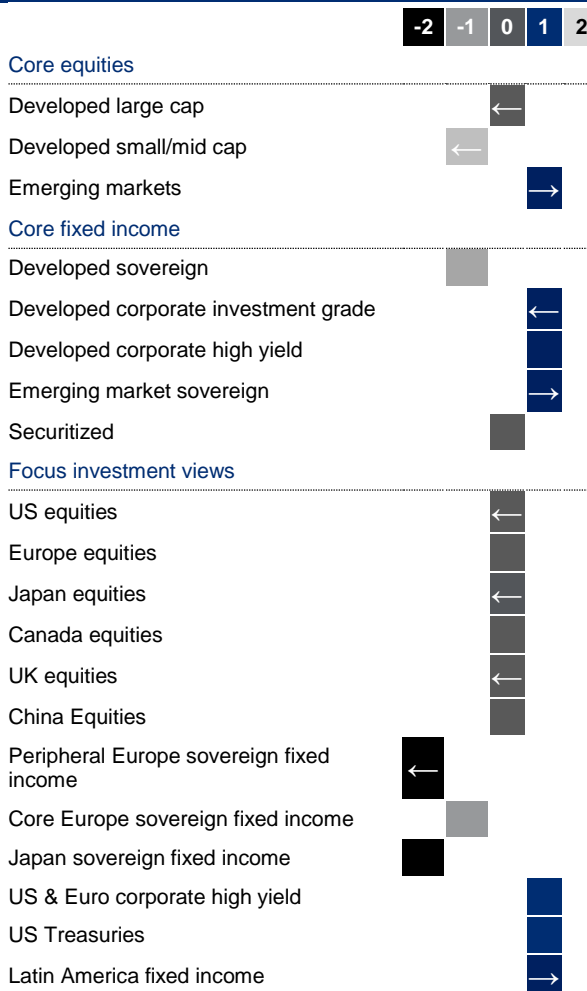 -2 -1 0 1 2
Core equities
Developed large cap ←
Developed small/mid cap ←
Emerging markets →
Core fixed income
Developed sovereign
Developed corporate investment grade ←
Developed corporate high yield
Emerging market sovereign →
Securitized
Focus investment views
US equities ←
Europe equities
Japan equities ←
Canada equities
UK equities ←
China Equities
Peripheral Europe sovereign fixed
income ←
Core Europe sovereign fixed income
Japan sovereign fixed income
US & Euro corporate high yield
US Treasuries
Latin America fixed income →